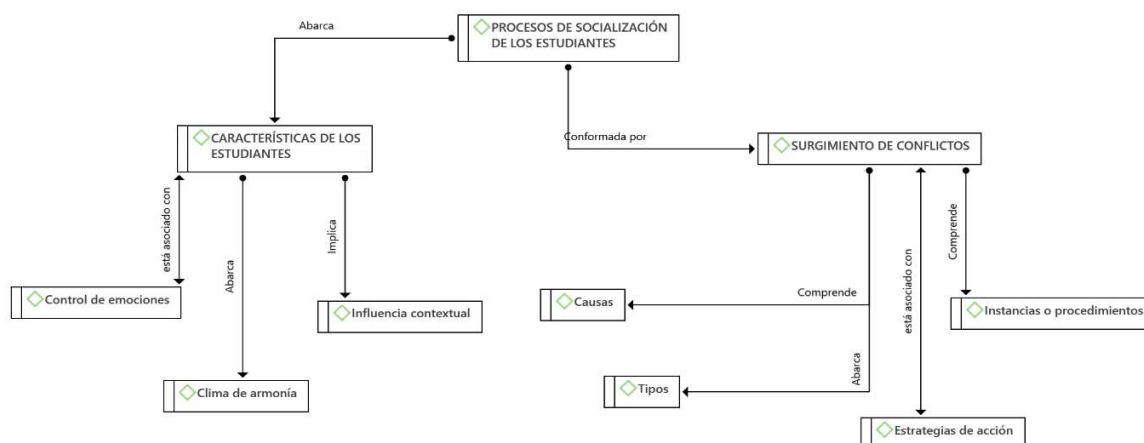 Abarca
PROCESOS DE SOCIALIZACIÓN
DE LOS ESTUDIANTES
CARACTERÍSTICAS DE LOS
ESTUDIANTES
Conformada por
SURGIMIENTO DE CONFLICTOS
está asociado con
Abarca
Implica
Control de emociones
Influencia contextual
Clima de armonía
Comprende
Causas
Abarca
Tipos
está asociado con
Comprende
Instancias o procedimientos
Estrategias de acción